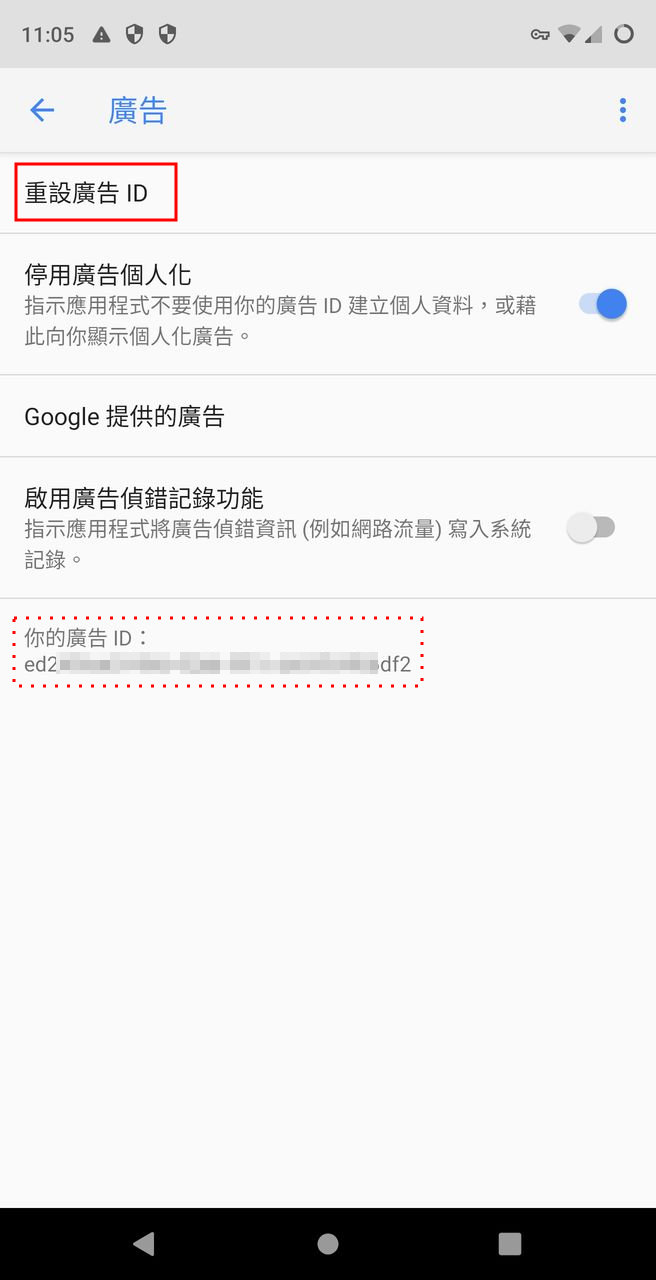 11:05
廣告
重設廣告 ID
停用廣告個人化
指示應用程式不要使用你的廣告 ID 建立個人資料，或藉
此向你顯示個人化廣告。
Google 提供的廣告
啟用廣告偵錯記錄功能
指示應用程式將廣告偵錯資訊 (例如網路流量) 寫入系統
記錄。
你的廣告 ID：
ed2 df2